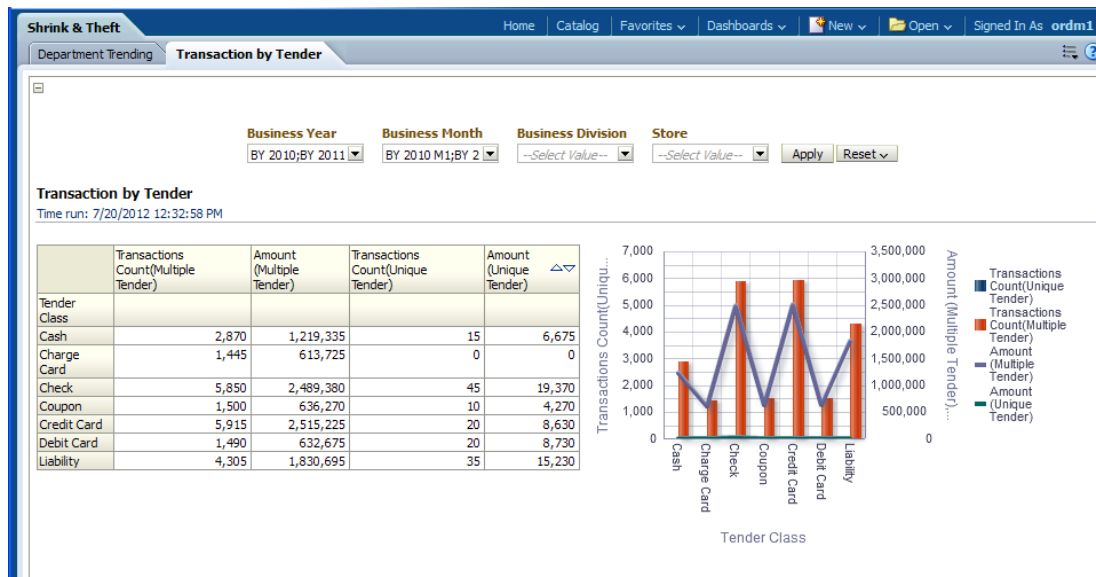 Shrink & Theft
Home Catalog Favorites Dashboards New Open Signed In As ordm1
Department Trending Transaction by Tender
Business Year Business Month Business Division Store
BY 2010;BY 2011 BY 2010 M1;BY 2 --Select Value-- --Select Value-- Apply Reset
Transaction by Tender
Time run: 7/20/2012 12:32:58 PM
Transactions Count(Multiple Tender) Amount (Multiple Tender) Transactions Count(Unique Tender) Amount (Unique Tender)
Tender Class
Cash 2,870 1,219,335 15 6,675
Charge Card 1,445 613,725 0 0
Check 5,850 2,489,380 45 19,370
Coupon 1,500 636,270 10 4,270
Credit Card 5,915 2,515,225 20 8,630
Debit Card 1,490 632,675 20 8,730
Liability 4,305 1,830,695 35 15,230
Transactions Count(Uniqu...
7,000
6,000
5,000
4,000
3,000
2,000
1,000
0
3,500,000
3,000,000
2,500,000
2,000,000
1,500,000
1,000,000
500,000
0
Amount (Multiple Tender),...
Cash
Charge Card
Check
Coupon
Credit Card
Debit Card
Liability
Tender Class
Transactions
Count(Unique
Tender)
Transactions
Count(Multiple
Tender)
Amount
(Multiple
Tender)
Amount
(Unique
Tender)